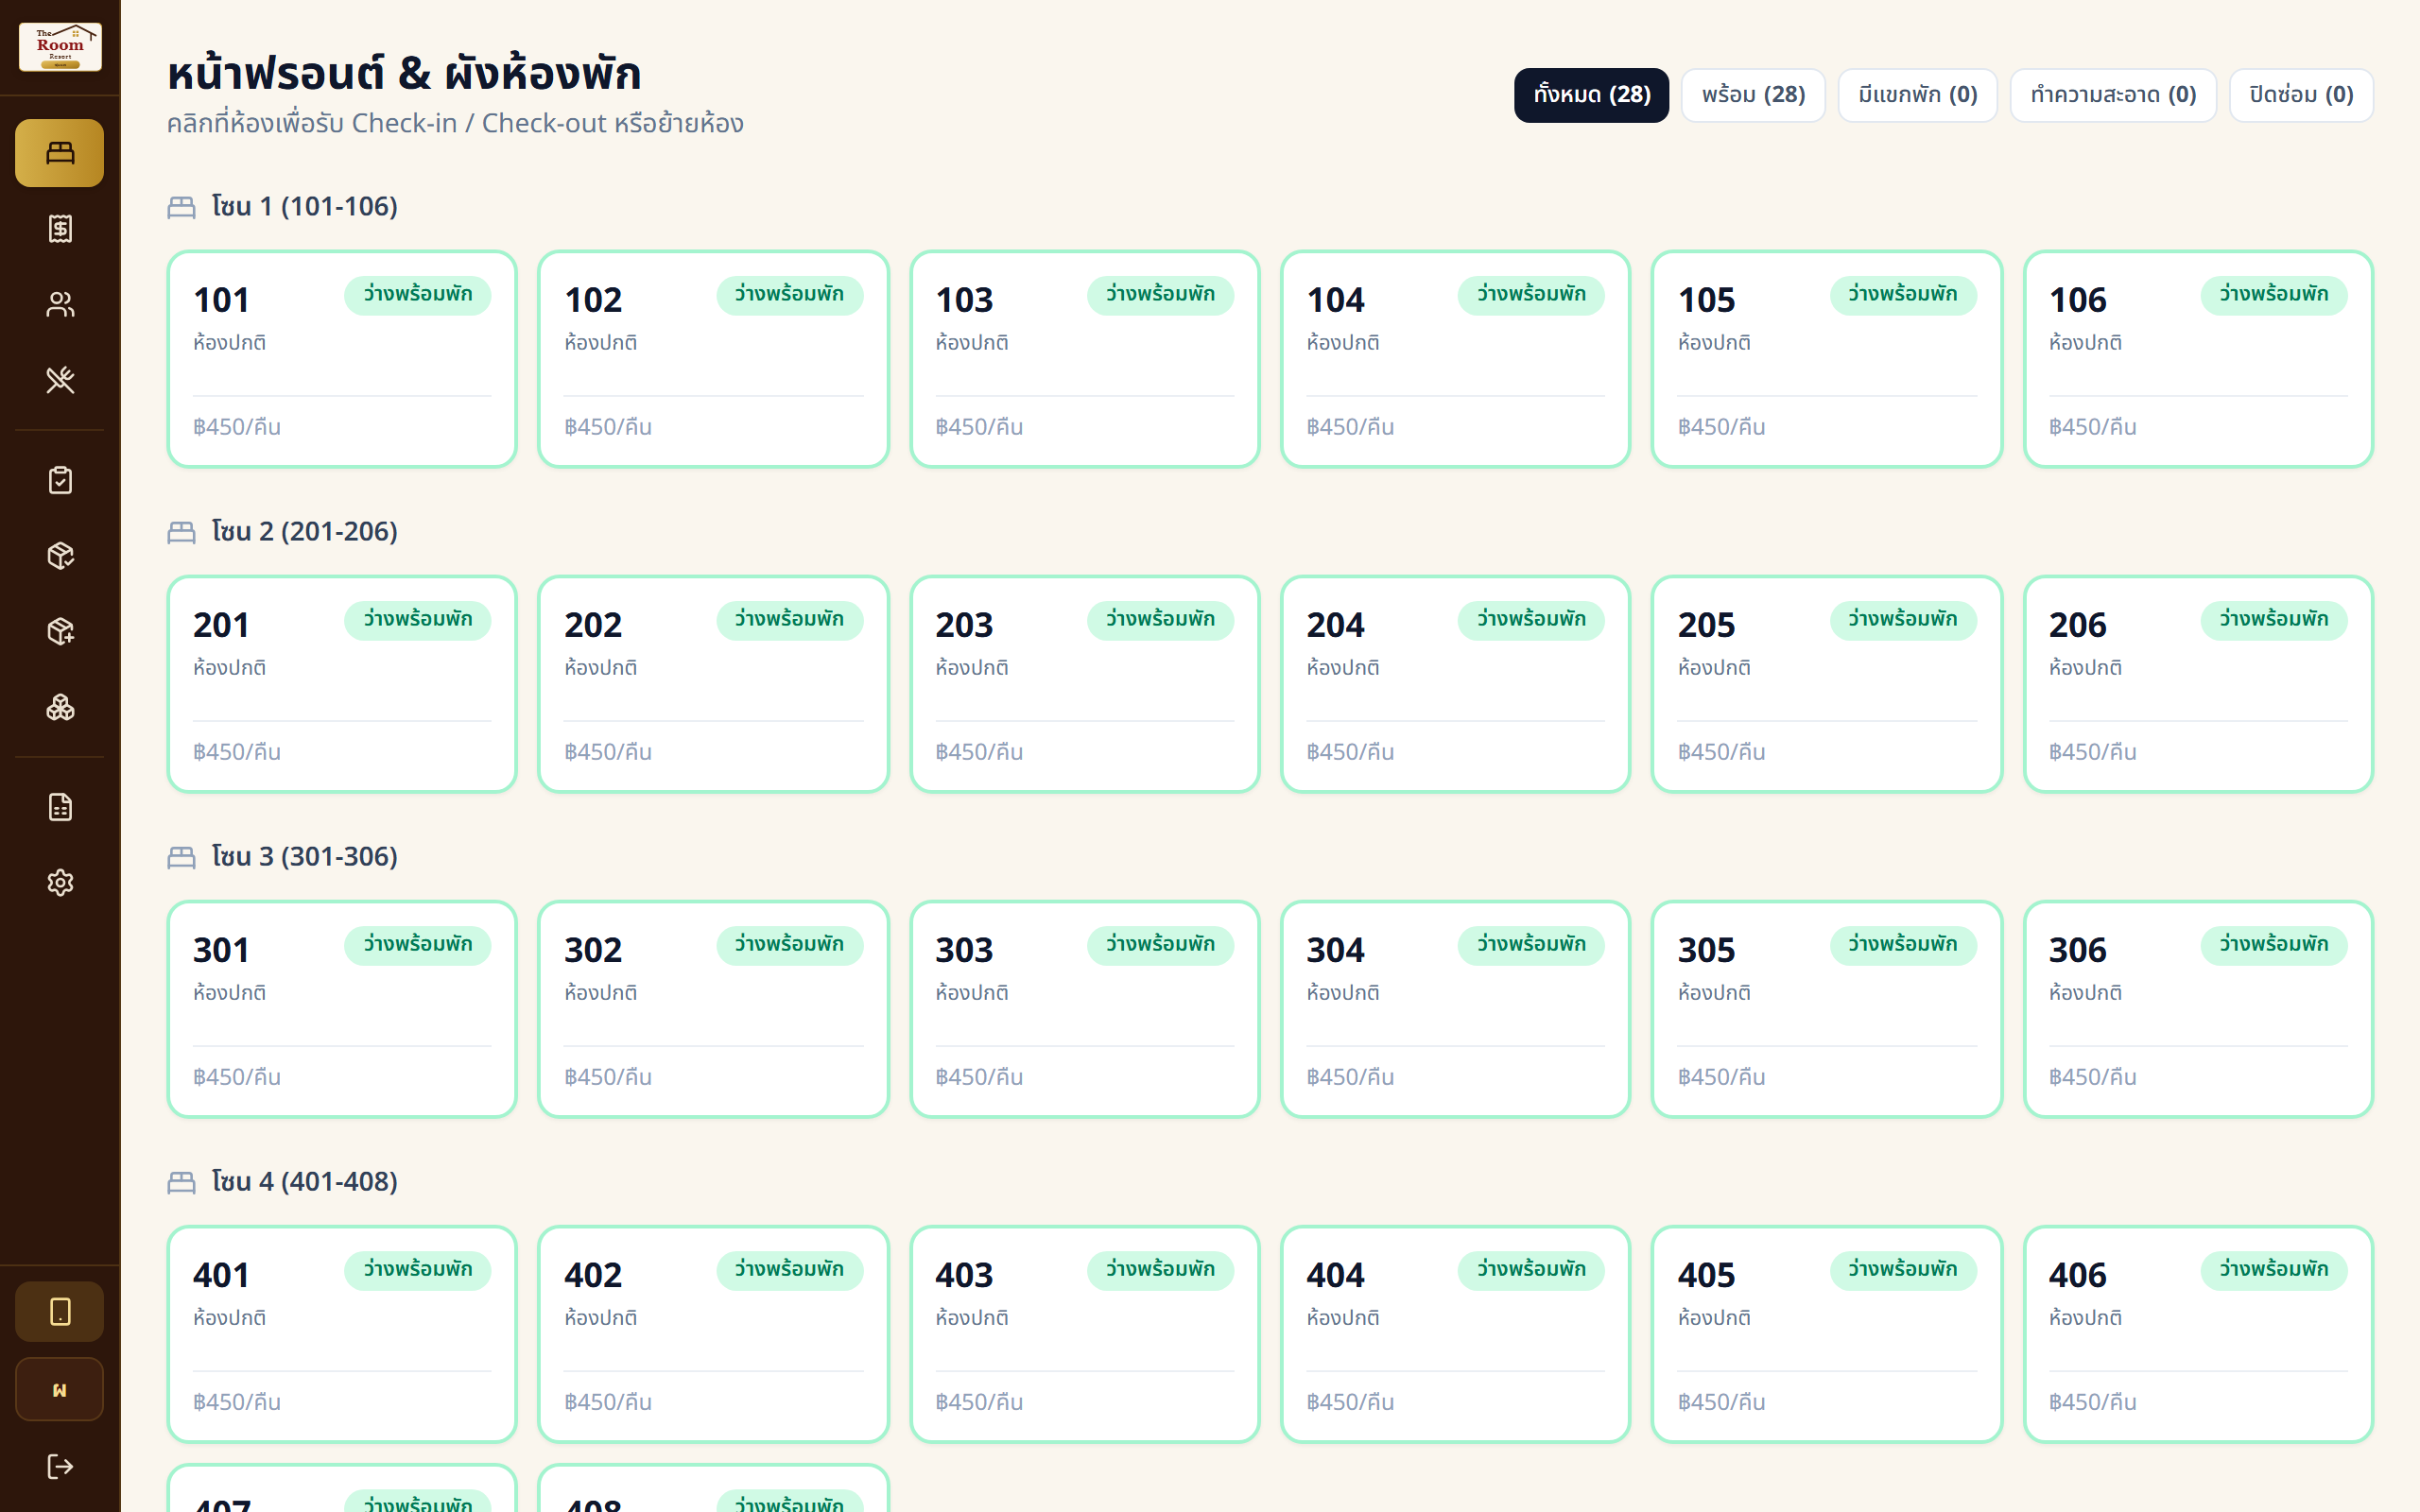 The
Room
Resort
หน้าฟรอนต์ & ผังห้องพัก
คลิกที่ห้องเพื่อรับ Check-in / Check-out หรือย้ายห้อง
ทั้งหมด (28) พร้อม (28) มีแขกพัก (0) ทำความสะอาด (0) ปิดซ่อม (0)
โซน 1 (101-106)
101 ว่างพร้อมพัก 102 ว่างพร้อมพัก 103 ว่างพร้อมพัก 104 ว่างพร้อมพัก 105 ว่างพร้อมพัก 106 ว่างพร้อมพัก
ห้องปกติ ห้องปกติ ห้องปกติ ห้องปกติ ห้องปกติ ห้องปกติ
฿450/คืน ฿450/คืน ฿450/คืน ฿450/คืน ฿450/คืน ฿450/คืน
โซน 2 (201-206)
201 ว่างพร้อมพัก 202 ว่างพร้อมพัก 203 ว่างพร้อมพัก 204 ว่างพร้อมพัก 205 ว่างพร้อมพัก 206 ว่างพร้อมพัก
ห้องปกติ ห้องปกติ ห้องปกติ ห้องปกติ ห้องปกติ ห้องปกติ
฿450/คืน ฿450/คืน ฿450/คืน ฿450/คืน ฿450/คืน ฿450/คืน
โซน 3 (301-306)
301 ว่างพร้อมพัก 302 ว่างพร้อมพัก 303 ว่างพร้อมพัก 304 ว่างพร้อมพัก 305 ว่างพร้อมพัก 306 ว่างพร้อมพัก
ห้องปกติ ห้องปกติ ห้องปกติ ห้องปกติ ห้องปกติ ห้องปกติ
฿450/คืน ฿450/คืน ฿450/คืน ฿450/คืน ฿450/คืน ฿450/คืน
โซน 4 (401-408)
401 ว่างพร้อมพัก 402 ว่างพร้อมพัก 403 ว่างพร้อมพัก 404 ว่างพร้อมพัก 405 ว่างพร้อมพัก 406 ว่างพร้อมพัก
ห้องปกติ ห้องปกติ ห้องปกติ ห้องปกติ ห้องปกติ ห้องปกติ
฿450/คืน ฿450/คืน ฿450/คืน ฿450/คืน ฿450/คืน ฿450/คืน
407 ว่างพร้อมพัก 408 ว่างพร้อมพัก